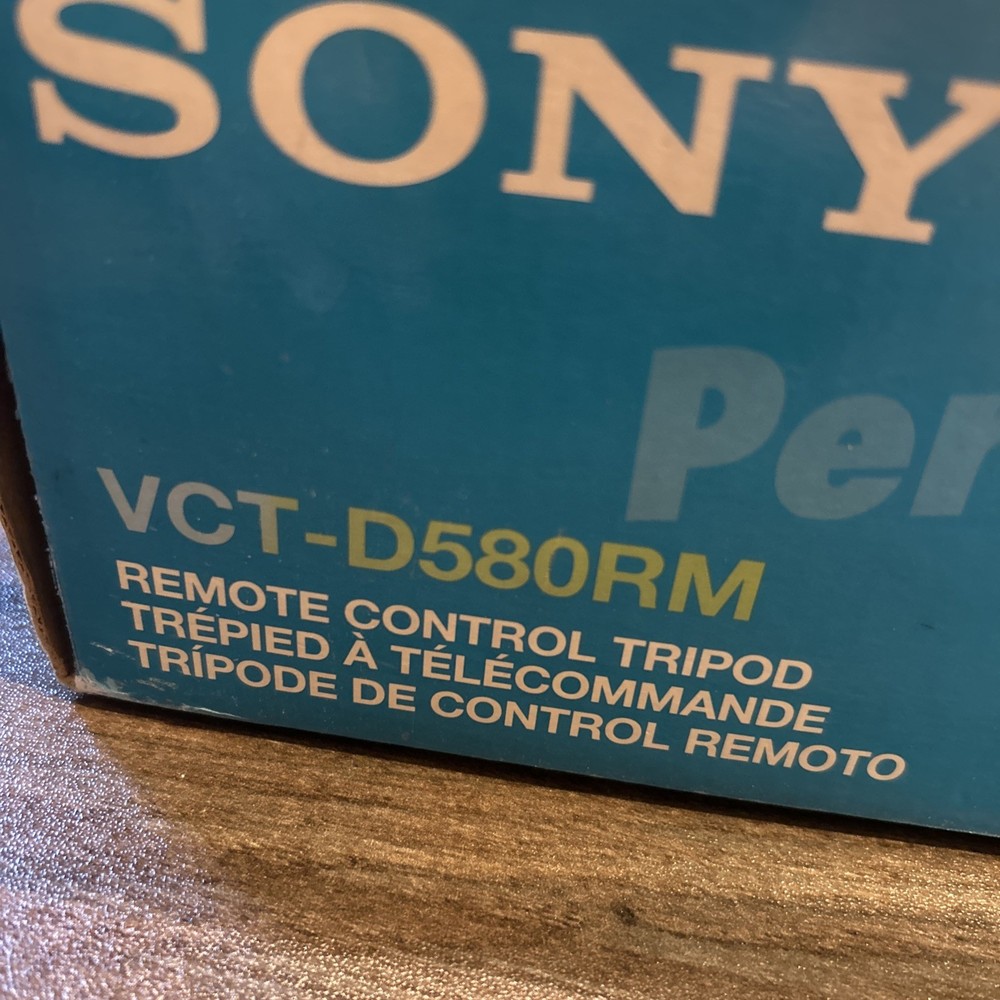 SONY
Per
VCT-D580RM
REMOTE CONTROL TRIPOD
TRÉPIED À TÉLÉCOMMANDE
TRÍPODE DE CONTROL REMOTO